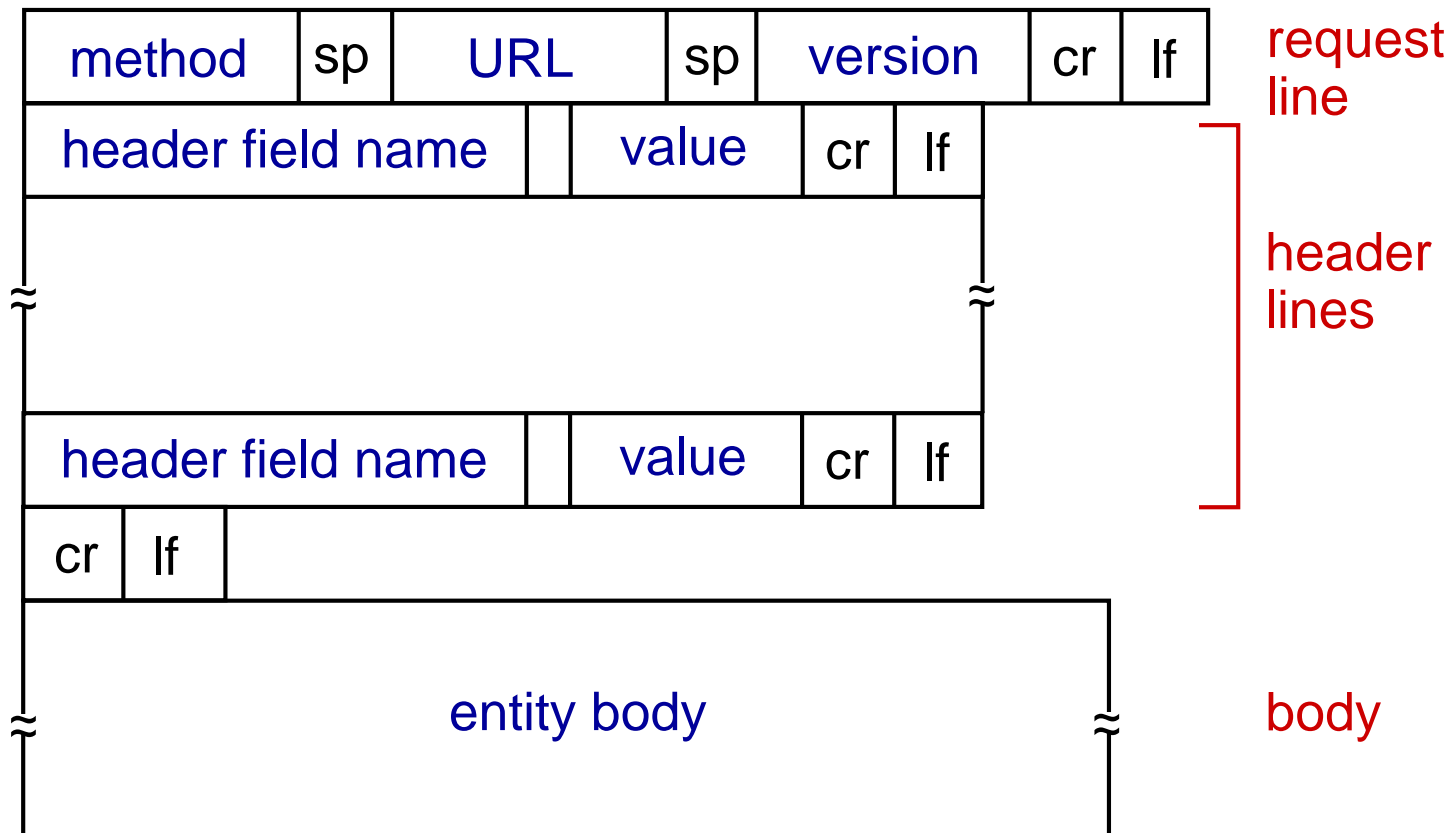 method sp URL sp version cr lf request line
header field name value cr lf
header lines
header field name value cr lf
cr lf
entity body body